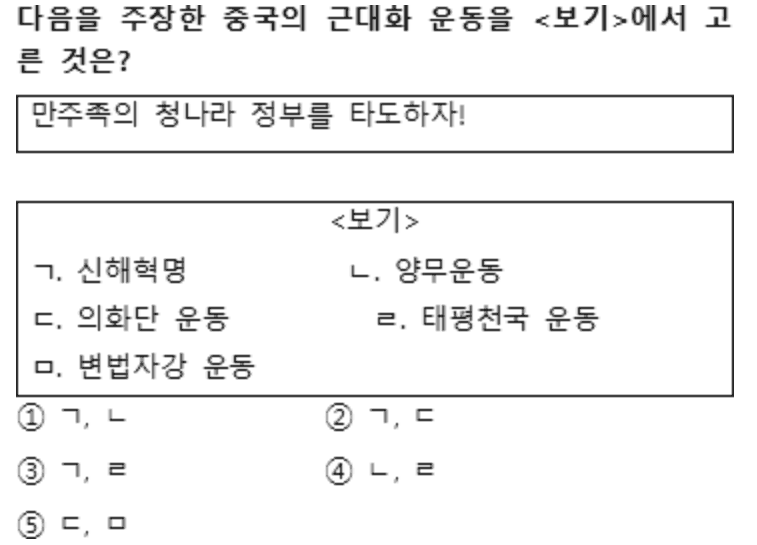 다음을 주장한 중국의 근대화 운동을 <보기>에서 고
른 것은?
만주족의 청나라 정부를 타도하자!
<보기>
ㄱ. 신해혁명 ㄴ. 양무운동
ㄷ. 의화단 운동 ㄹ. 태평천국 운동
ㅁ. 변법자강 운동
① ㄱ, ㄴ ② ㄱ, ㄷ
③ ㄱ, ㄹ ④ ㄴ, ㄹ
⑤ ㄷ, ㅁ